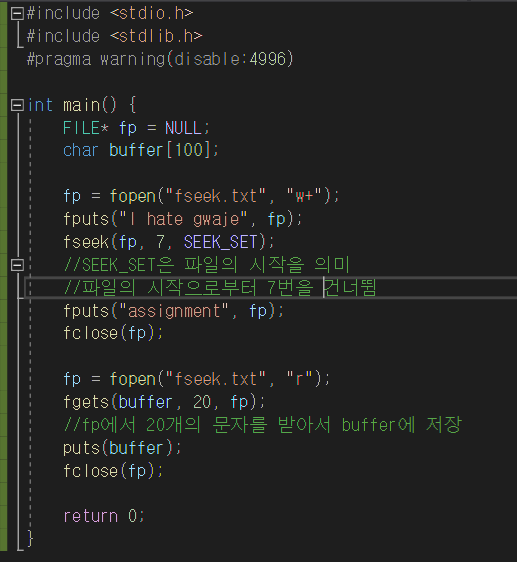 #include <stdio.h>
#include <stdlib.h>
#pragma warning(disable:4996)
int main() {
FILE* fp = NULL;
char buffer[100];
fp = fopen("fseek.txt", "w+");
fputs("I hate gwaje", fp);
fseek(fp, 7, SEEK_SET);
//SEEK_SET은 파일의 시작을 의미
//파일의 시작으로부터 7번을 건너뜀
fputs("assignment", fp);
fclose(fp);
fp = fopen("fseek.txt", "r");
fgets(buffer, 20, fp);
//fp에서 20개의 문자를 받아서 buffer에 저장
puts(buffer);
fclose(fp);
return 0;
}